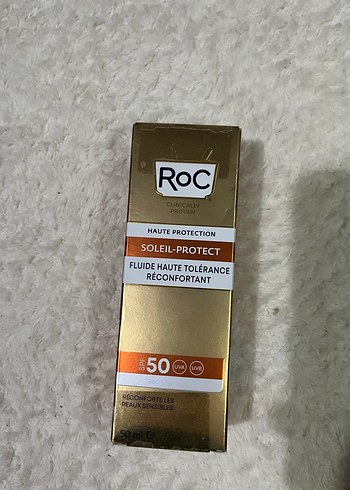 RoC
CLINICALLY
PROVEN
HAUTE PROTECTION
SOLEIL-PROTECT
FLUIDE HAUTE TOLÉRANCE
RÉCONFORTANT
SPF 50 UVA UVB
RÉCONFORTE LES
PEAUX SENSIBLES
50 ml ℮